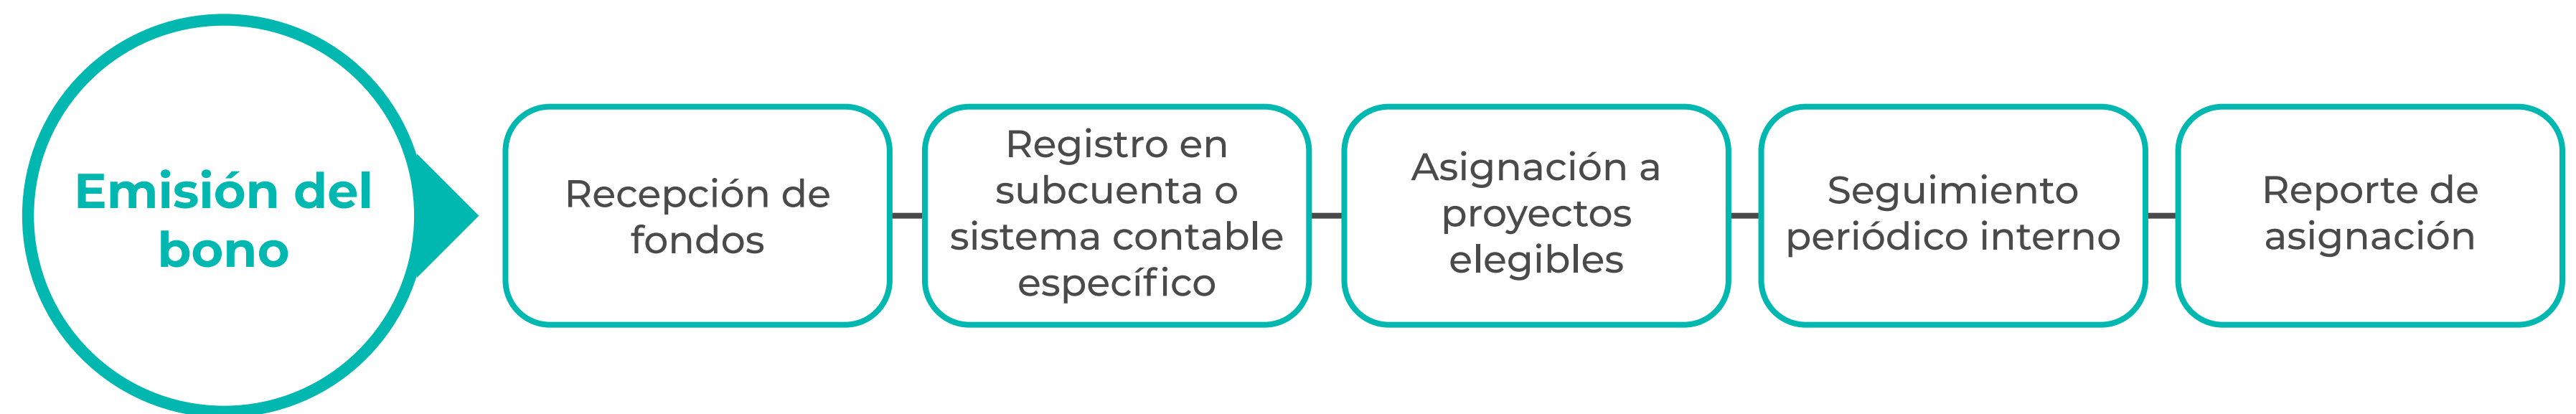 Emisión del
bono
Recepción de
fondos
Registro en
subcuenta o
sistema contable
específico
Asignación a
proyectos
elegibles
Seguimiento
periódico interno
Reporte de
asignación